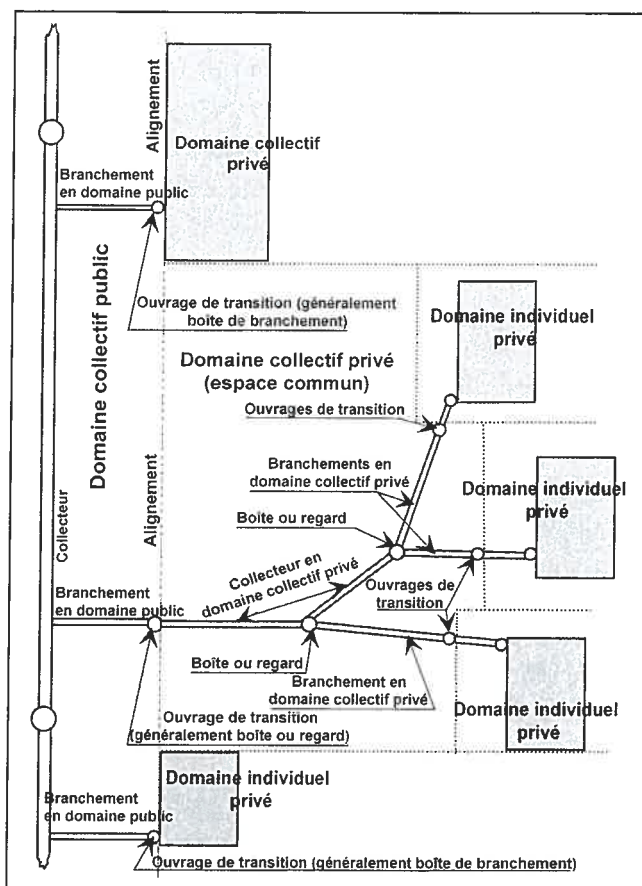 Alignement
Domaine collectif
privé
Branchement
en domaine public
Domaine collectif public
Ouvrage de transition (généralement
boîte de branchement)
Domaine individuel
privé
Domaine collectif privé
(espace commun)
Ouvrages de transition
Alignement
Branchements en
domaine collectif privé
Domaine individuel
privé
Collecteur
Boîte ou regard
Collecteur en
domaine collectif privé
Branchement
en domaine public
Ouvrages de
transition
Boîte ou regard
Branchement en
domaine collectif privé
Domaine individuel
privé
Ouvrage de transition
(généralement boîte ou regard)
Domaine individuel
privé
Branchement
en domaine public
Ouvrage de transition (généralement boîte de branchement)